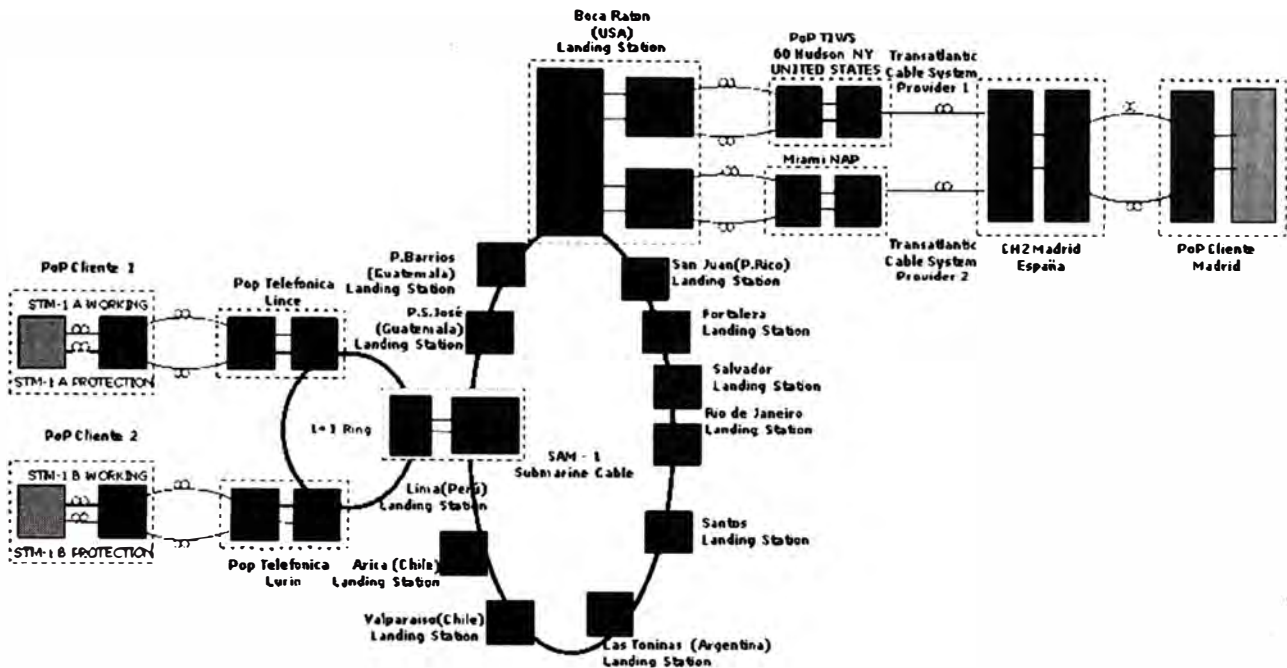 Boca Raton
(USA)
Landing Station
PoP TIWS
60 Hudson NY
UNITED STATES
Transatlantic
Cable System
Provider 1
Miami NAP
Transatlantic
Cable System
Provider 2
CH2 Madrid
España
PoP Cliente
Madrid
P.Barrios
(Guatemala)
Landing Station
San Juan(P.Rico)
Landing Station
PoP Cliente 1
STM-1 A WORKING
STM-1 A PROTECTION
Pop Telefonica
Lince
P.S.José
(Guatemala)
Landing Station
Fortaleza
Landing Station
Salvador
Landing Station
Rio de Janeiro
Landing Station
PoP Cliente 2
STM-1 B WORKING
STM-1 B PROTECTION
1+1 Ring
SAM - 1
Submarine Cable
Lima(Perú)
Landing Station
Pop Telefonica
Lurin
Santos
Landing Station
Arica (Chile)
Landing Station
Valparaiso(Chile)
Landing Station
Las Toninas (Argentina)
Landing Station